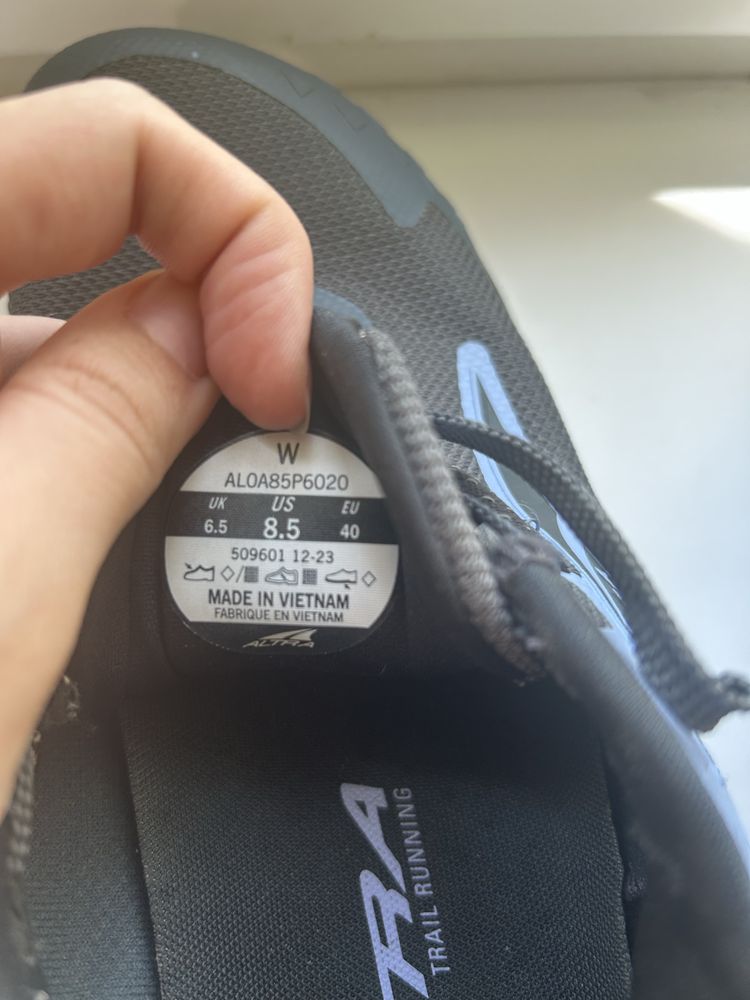 W
AL0A85P6020
UK US EU
6.5 8.5 40
509601 12-23
MADE IN VIETNAM
FABRIQUE EN VIETNAM
ALTRA
TRA
TRAIL RUNNING